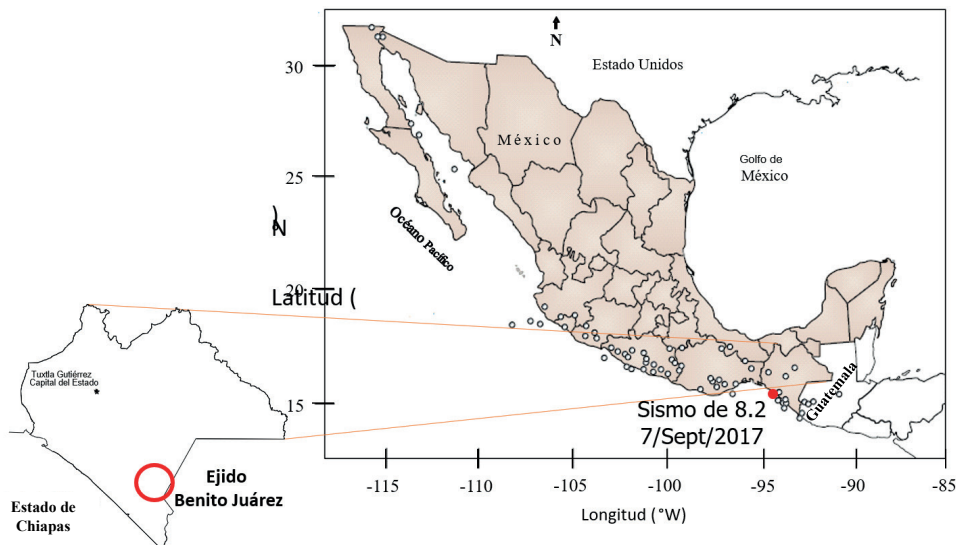 N
Estado Unidos
30
México
Golfo de
México
25
N)
Océano Pacífico
20
Latitud (
Tuxtla Gutiérrez
Capital del Estado
Guatemala
15
Sismo de 8.2
7/Sept/2017
Ejido
Benito Juárez
Estado de
Chiapas
-115
-110
-105
-100
-95
-90
-85
Longitud (°W)